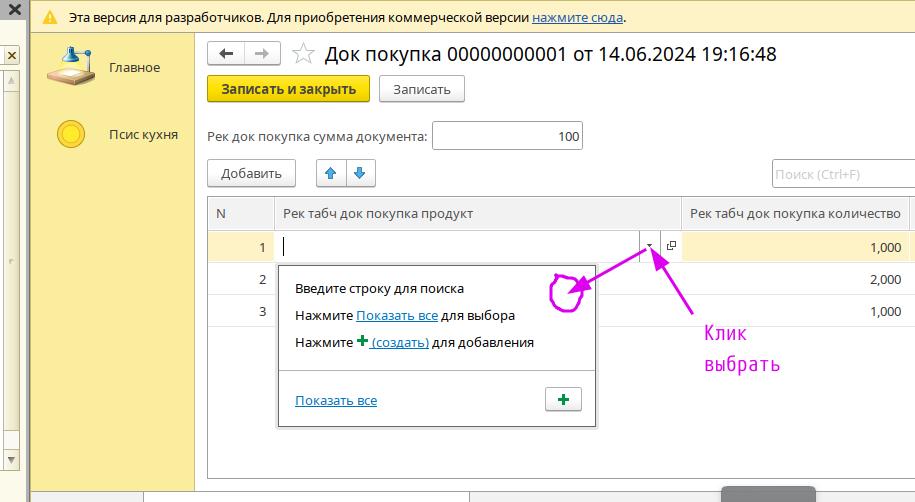 Эта версия для разработчиков. Для приобретения коммерческой версии нажмите сюда.
Главное
Псис кухня
Док покупка 00000000001 от 14.06.2024 19:16:48
Записать и закрыть
Записать
Рек док покупка сумма документа:
100
Добавить
Поиск (Ctrl+F)
N
Рек табч док покупка продукт
Рек табч док покупка количество
1
1,000
2
2,000
3
1,000
Введите строку для поиска
Нажмите Показать все для выбора
Нажмите (создать) для добавления
Показать все
Клик
выбрать